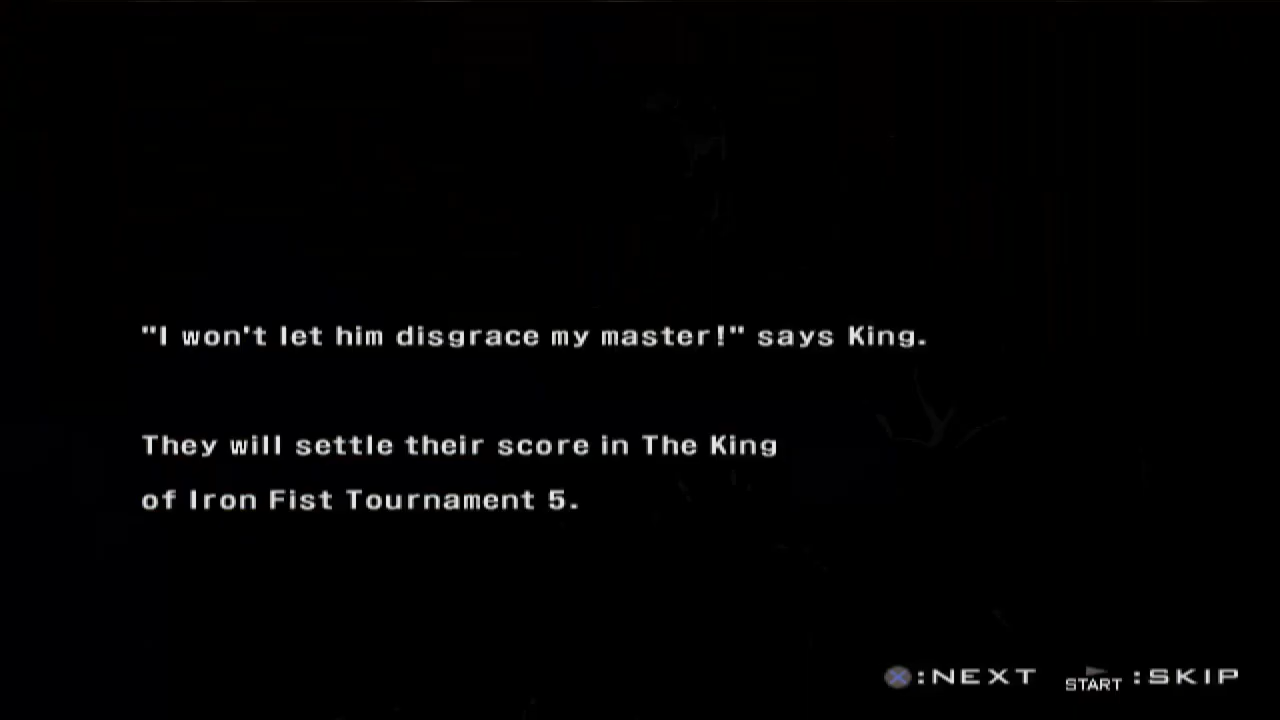 "I won't let him disgrace my master!" says King.
They will settle their score in The King
of Iron Fist Tournament 5.
:NEXT START :SKIP